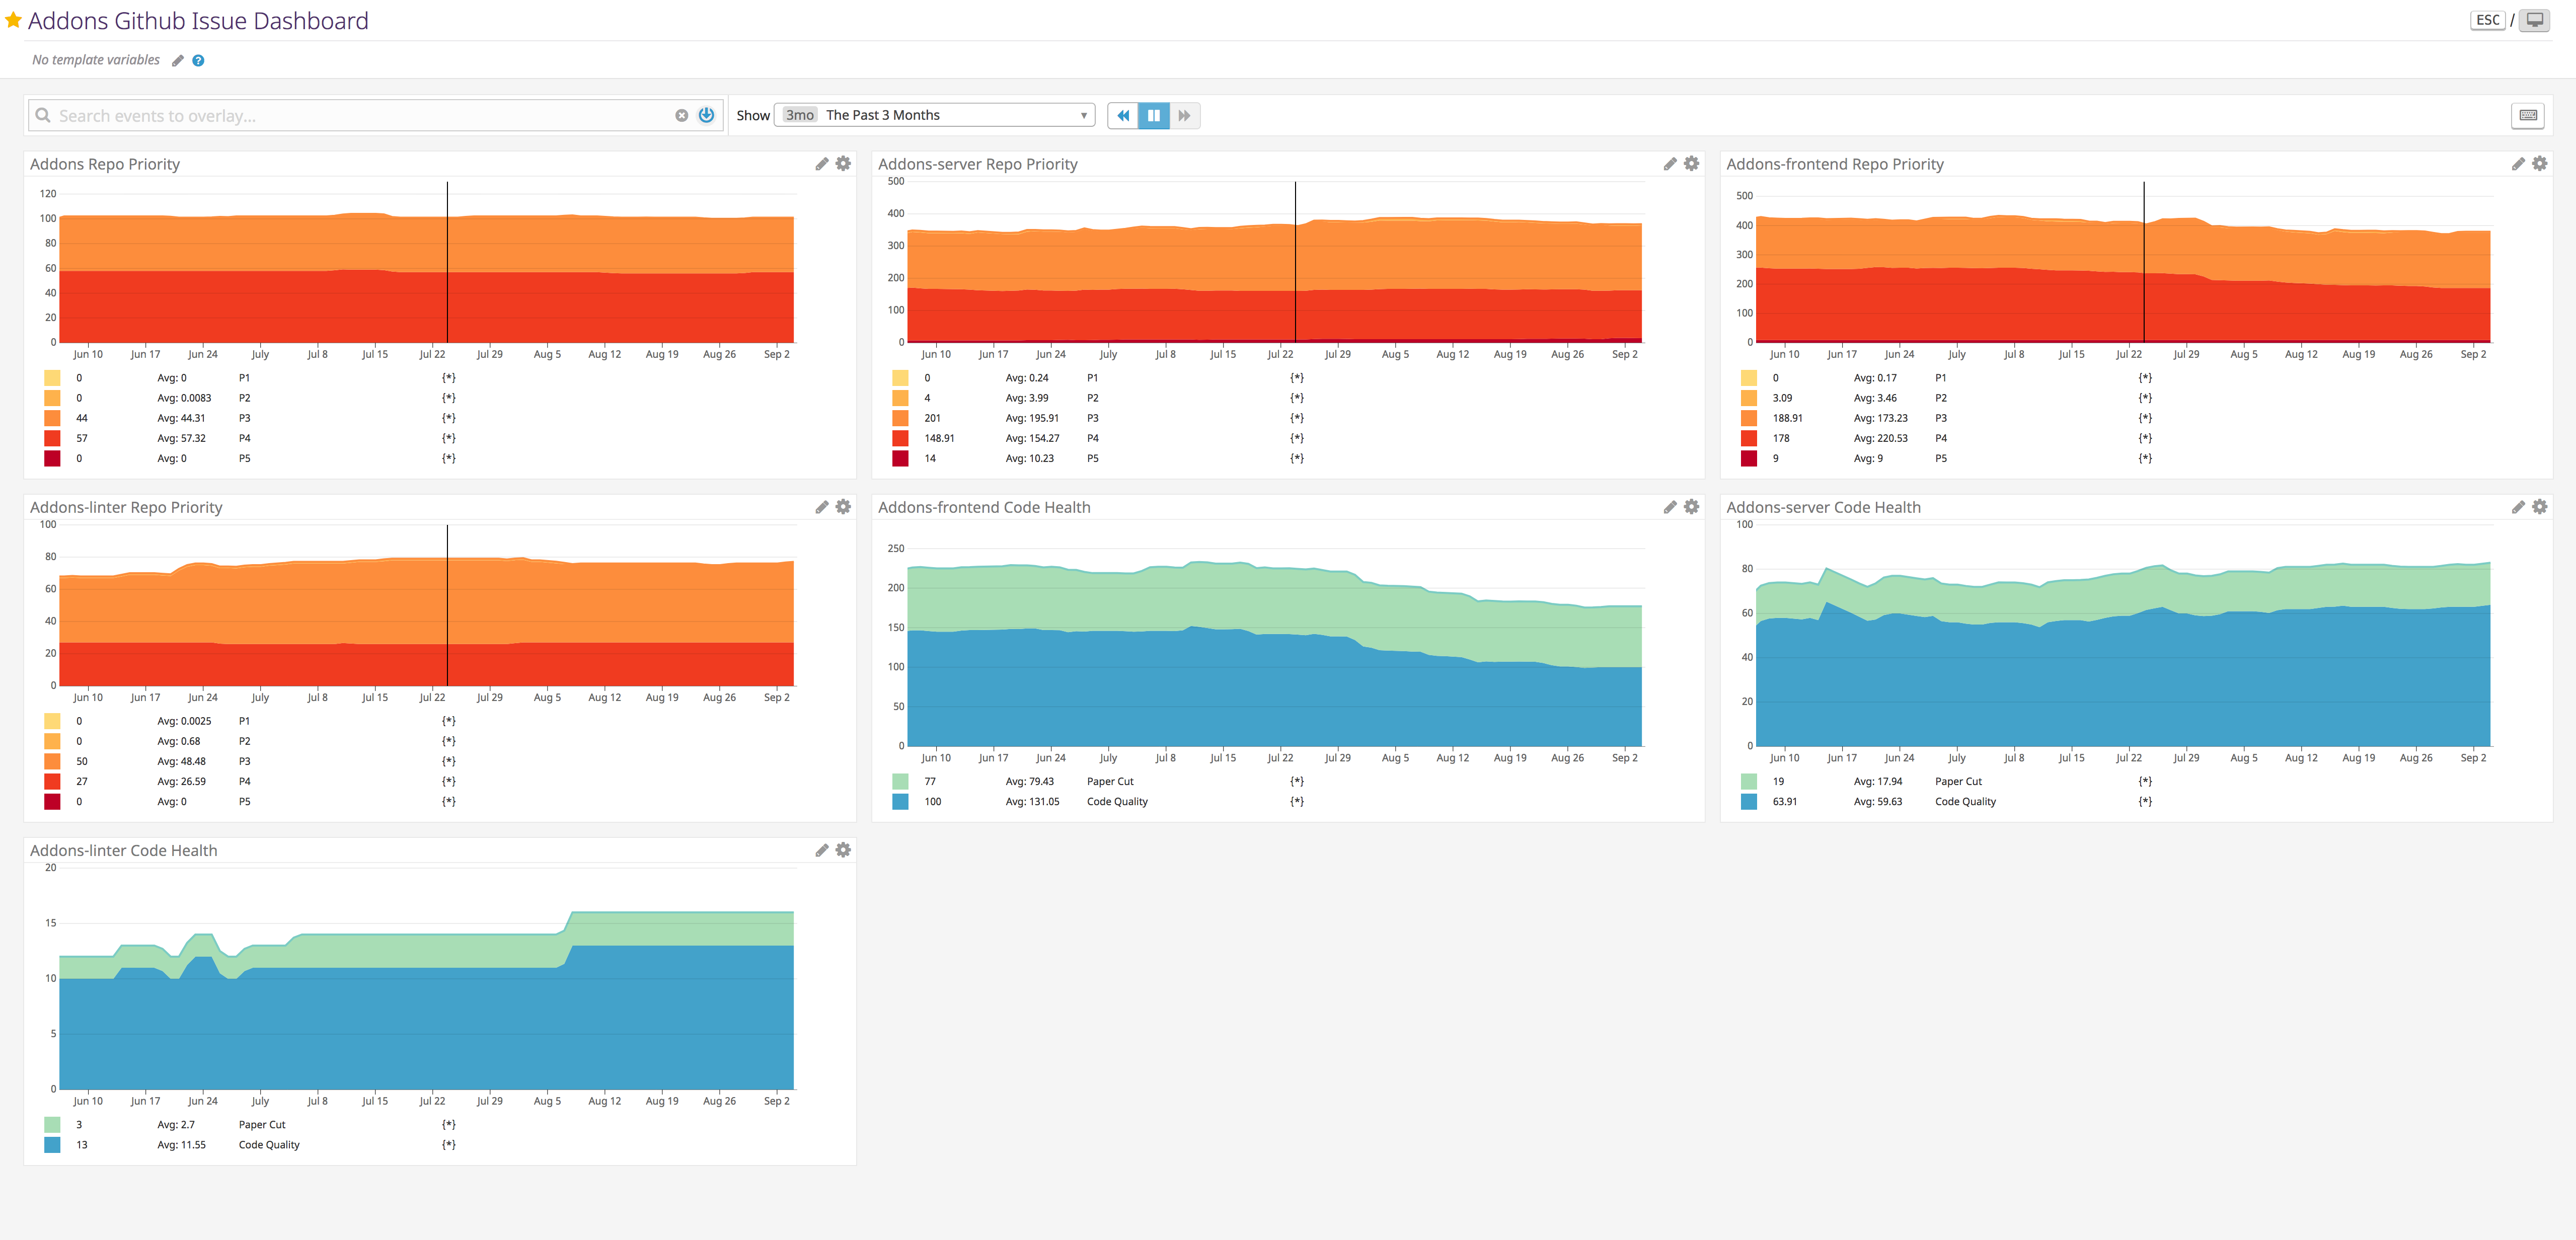 Addons Github Issue Dashboard
ESC /
No template variables
?
Search events to overlay...
Show 3mo The Past 3 Months
Addons Repo Priority
120
100
80
60
40
20
0
Jun 10 Jun 17 Jun 24 July Jul 8 Jul 15 Jul 22 Jul 29 Aug 5 Aug 12 Aug 19 Aug 26 Sep 2
0 Avg: 0 P1 {*}
0 Avg: 0.0083 P2 {*}
44 Avg: 44.31 P3 {*}
57 Avg: 57.32 P4 {*}
0 Avg: 0 P5 {*}
Addons-server Repo Priority
500
400
300
200
100
0
Jun 10 Jun 17 Jun 24 July Jul 8 Jul 15 Jul 22 Jul 29 Aug 5 Aug 12 Aug 19 Aug 26 Sep 2
0 Avg: 0.24 P1 {*}
4 Avg: 3.99 P2 {*}
201 Avg: 195.91 P3 {*}
148.91 Avg: 154.27 P4 {*}
14 Avg: 10.23 P5 {*}
Addons-frontend Repo Priority
500
400
300
200
100
0
Jun 10 Jun 17 Jun 24 July Jul 8 Jul 15 Jul 22 Jul 29 Aug 5 Aug 12 Aug 19 Aug 26 Sep 2
0 Avg: 0.17 P1 {*}
3.09 Avg: 3.46 P2 {*}
188.91 Avg: 173.23 P3 {*}
178 Avg: 220.53 P4 {*}
9 Avg: 9 P5 {*}
Addons-linter Repo Priority
100
80
60
40
20
0
Jun 10 Jun 17 Jun 24 July Jul 8 Jul 15 Jul 22 Jul 29 Aug 5 Aug 12 Aug 19 Aug 26 Sep 2
0 Avg: 0.0025 P1 {*}
0 Avg: 0.68 P2 {*}
50 Avg: 48.48 P3 {*}
27 Avg: 26.59 P4 {*}
0 Avg: 0 P5 {*}
Addons-frontend Code Health
250
200
150
100
50
0
Jun 10 Jun 17 Jun 24 July Jul 8 Jul 15 Jul 22 Jul 29 Aug 5 Aug 12 Aug 19 Aug 26 Sep 2
77 Avg: 79.43 Paper Cut {*}
100 Avg: 131.05 Code Quality {*}
Addons-server Code Health
100
80
60
40
20
0
Jun 10 Jun 17 Jun 24 July Jul 8 Jul 15 Jul 22 Jul 29 Aug 5 Aug 12 Aug 19 Aug 26 Sep 2
19 Avg: 17.94 Paper Cut {*}
63.91 Avg: 59.63 Code Quality {*}
Addons-linter Code Health
20
15
10
5
0
Jun 10 Jun 17 Jun 24 July Jul 8 Jul 15 Jul 22 Jul 29 Aug 5 Aug 12 Aug 19 Aug 26 Sep 2
3 Avg: 2.7 Paper Cut {*}
13 Avg: 11.55 Code Quality {*}